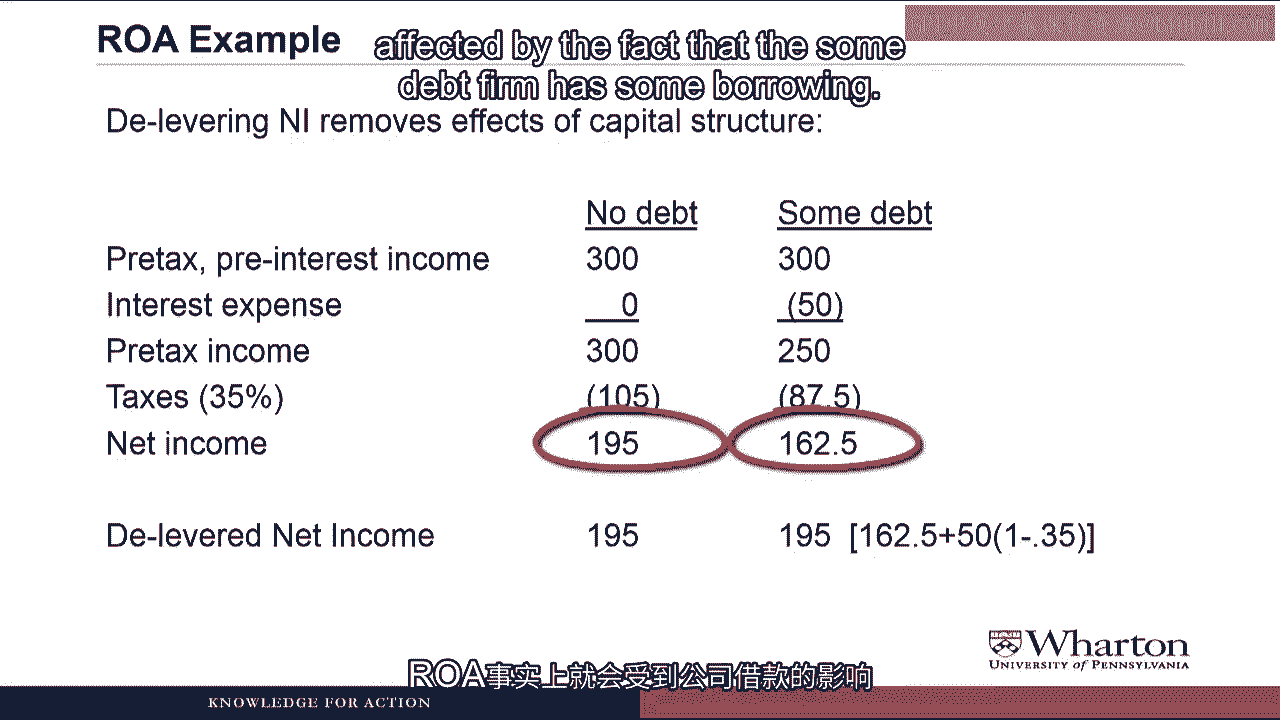 ROA Example
affected by the fact that the some
debt firm has some borrowing.
De-levering NI removes effects of capital structure:
No debt Some debt
Pretax, pre-interest income 300 300
Interest expense 0 (50)
Pretax income 300 250
Taxes (35%) (105) (87.5)
Net income 195 162.5
De-levered Net Income 195 195 [162.5+50(1-.35)]
Wharton
UNIVERSITY of PENNSYLVANIA
ROA事实上就会受到公司借款的影响
KNOWLEDGE FOR ACTION